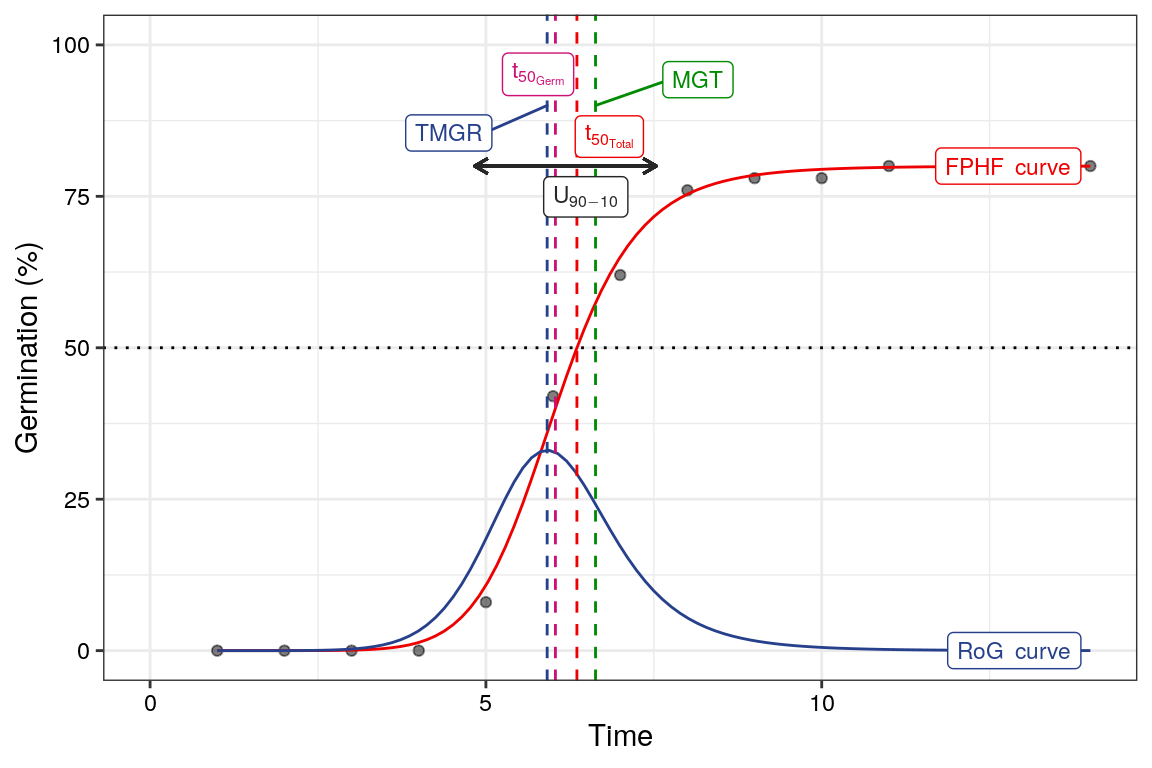 100
75
50
25
0
Germination (%)
t50Germ
MGT
TMGR
t50Total
U90−10
FPHF curve
RoG curve
0
5
10
Time